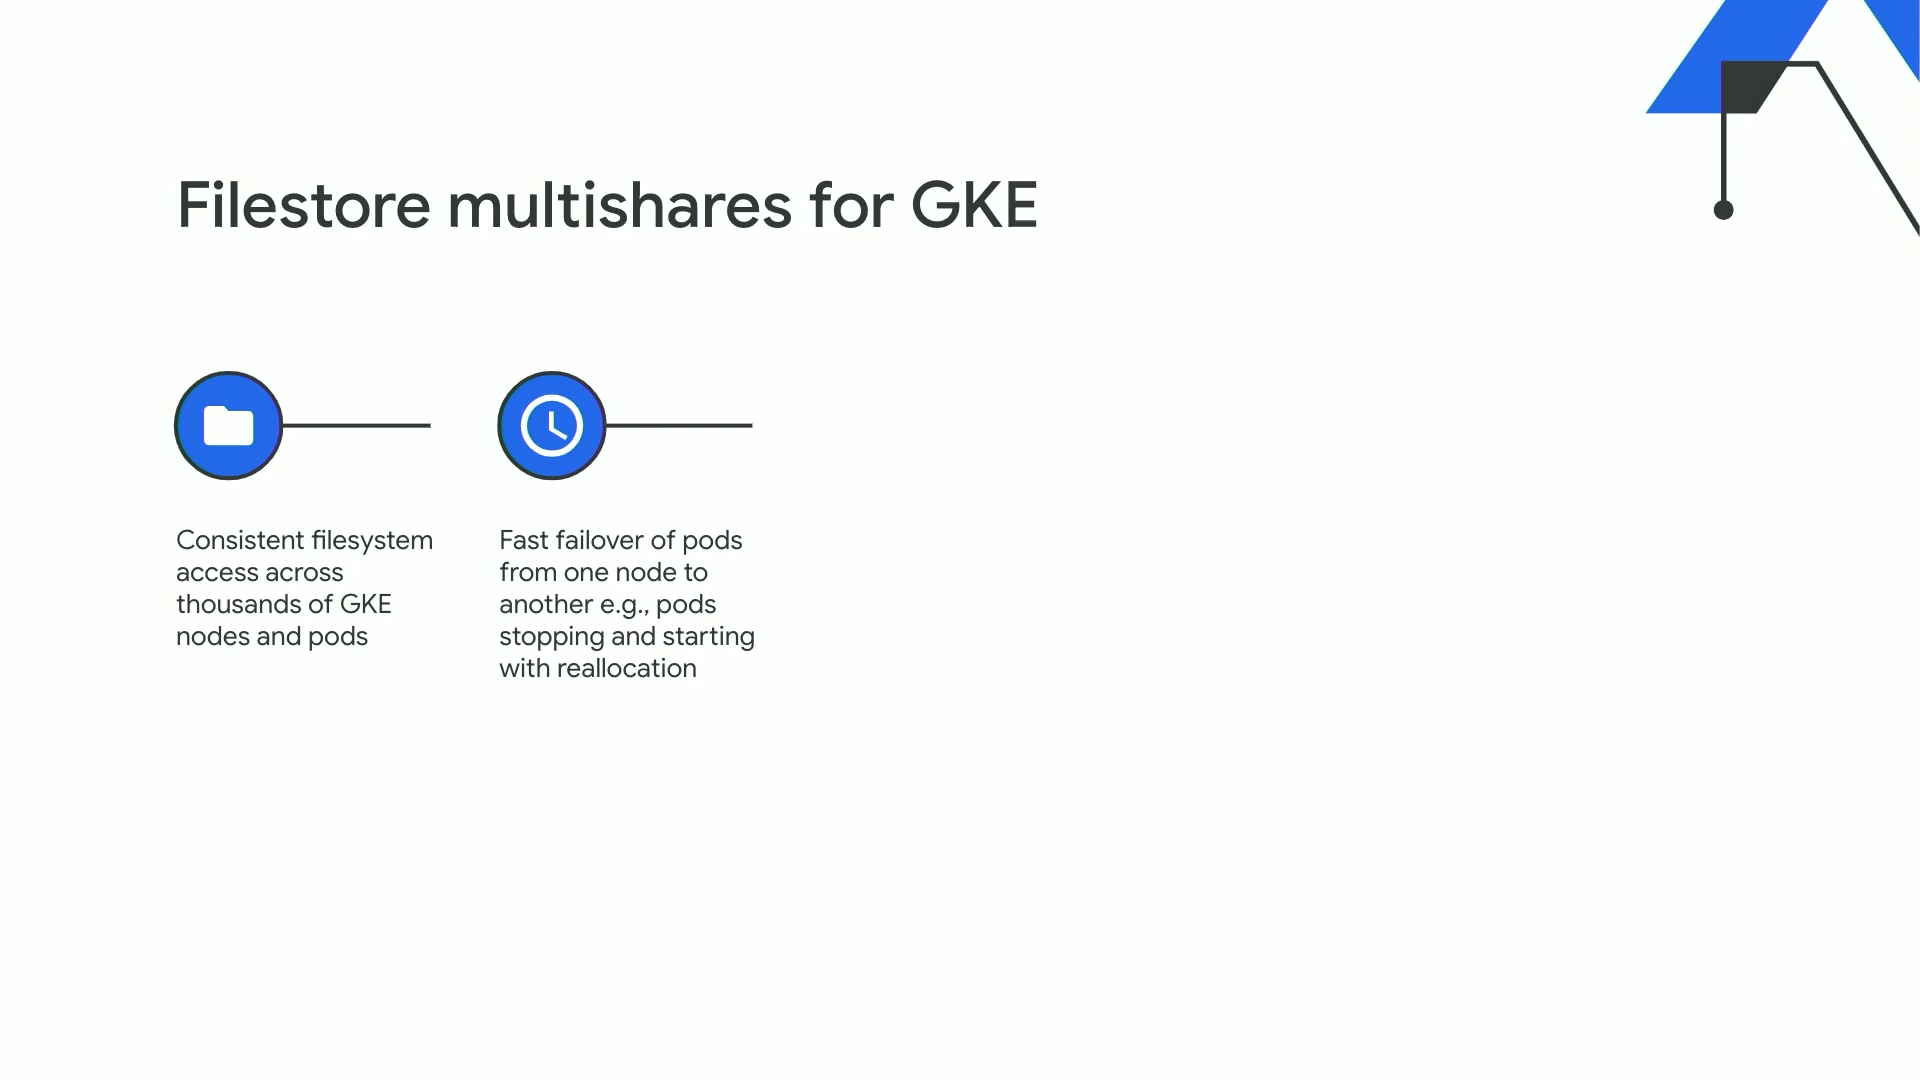 Filestore multishares for GKE
Consistent filesystem
access across
thousands of GKE
nodes and pods
Fast failover of pods
from one node to
another e.g., pods
stopping and starting
with reallocation